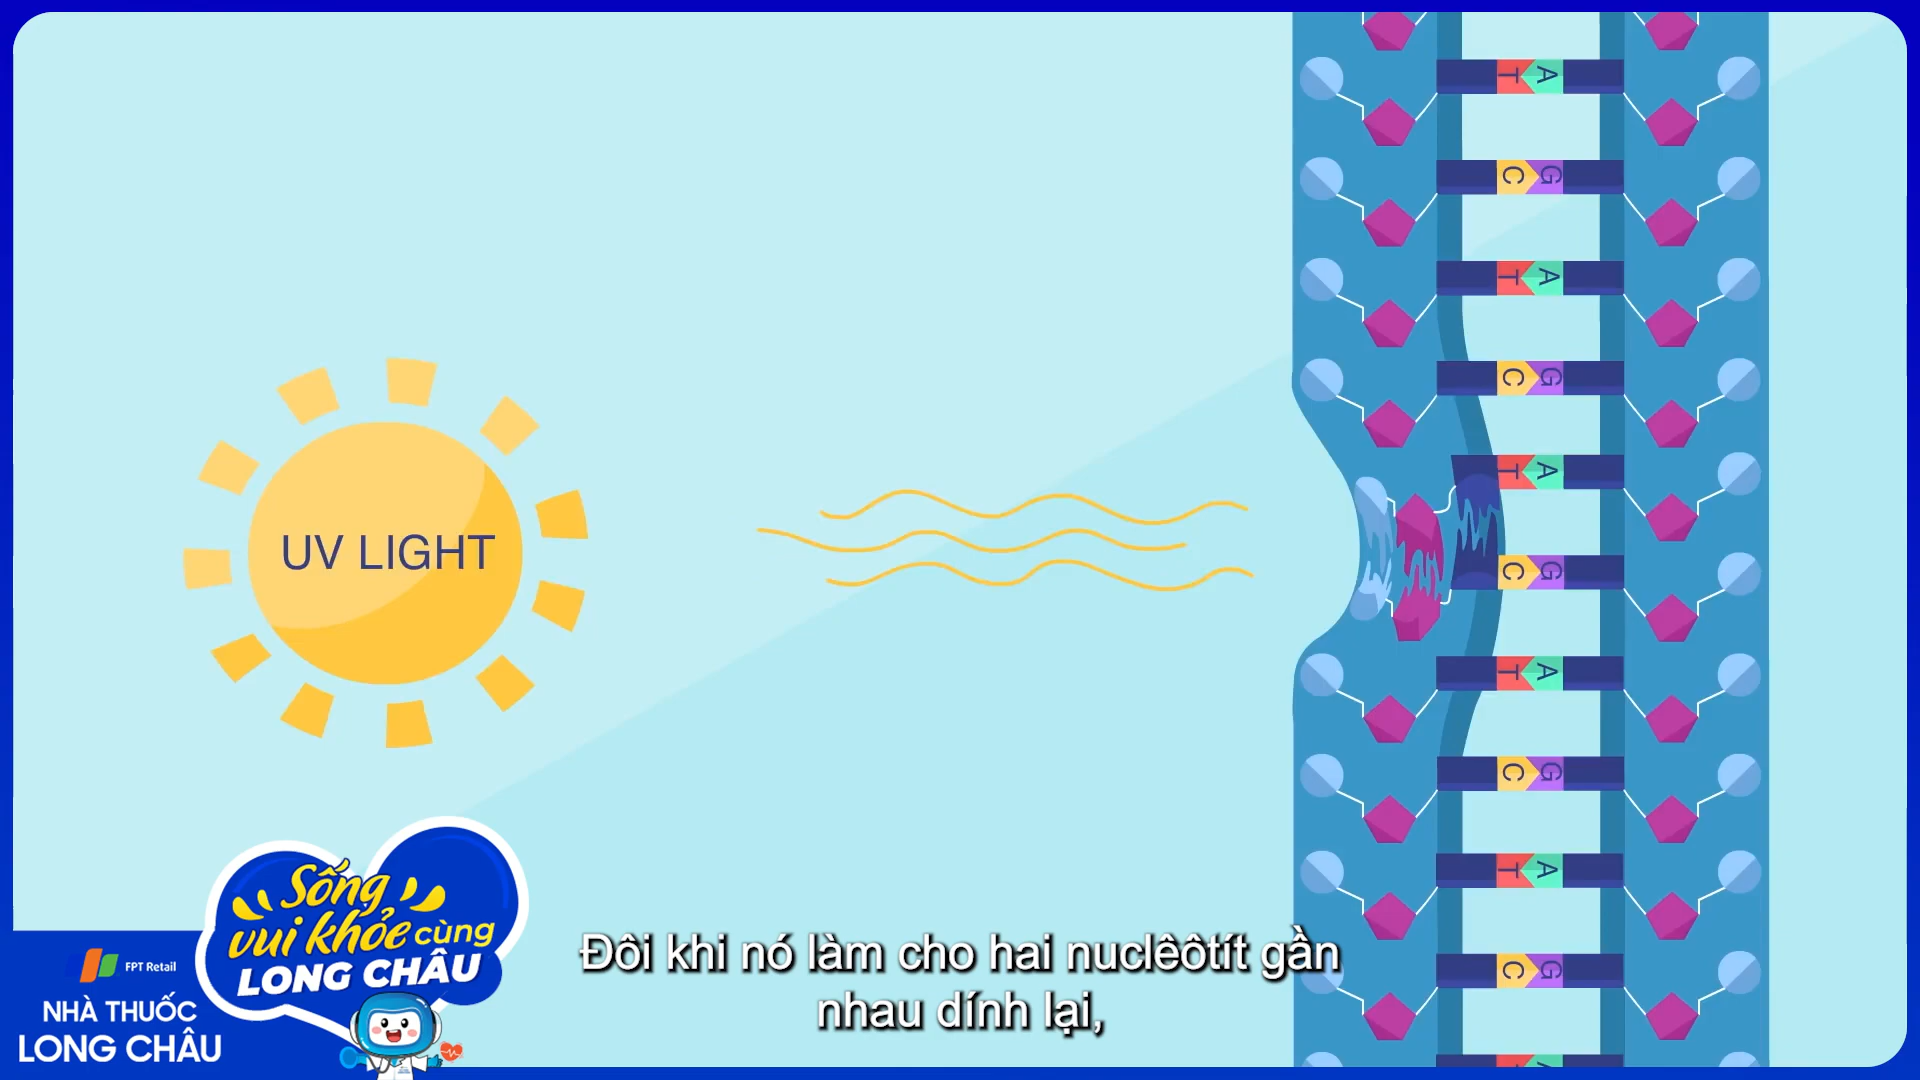 T A
C G
T A
C G
T A
UV LIGHT
C G
T A
C G
T A
C G
Sống
vui khỏe cùng
LONG CHÂU
FPT Retail
NHÀ THUỐC
LONG CHÂU
Đôi khi nó làm cho hai nuclêôtít gần
nhau dính lại,